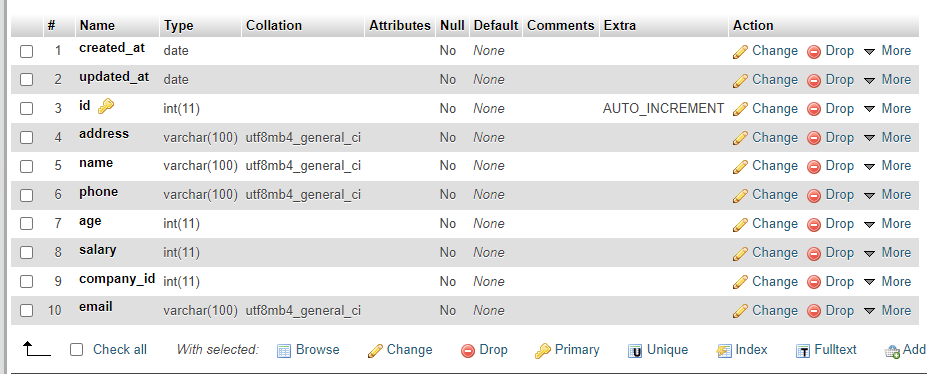 # Name Type Collation Attributes Null Default Comments Extra Action
1 created_at date No None Change Drop More
2 updated_at date No None Change Drop More
3 id int(11) No None AUTO_INCREMENT Change Drop More
4 address varchar(100) utf8mb4_general_ci No None Change Drop More
5 name varchar(100) utf8mb4_general_ci No None Change Drop More
6 phone varchar(100) utf8mb4_general_ci No None Change Drop More
7 age int(11) No None Change Drop More
8 salary int(11) No None Change Drop More
9 company_id int(11) No None Change Drop More
10 email varchar(100) utf8mb4_general_ci No None Change Drop More
Check all With selected: Browse Change Drop Primary U Unique Index T Fulltext Add